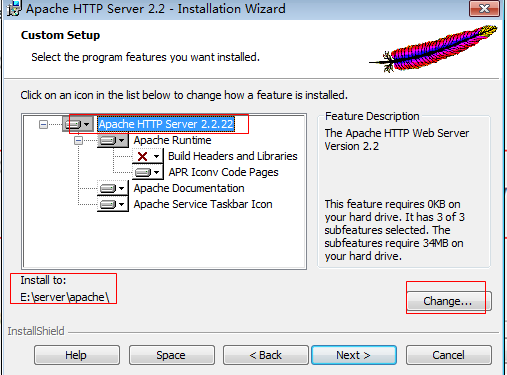 Apache HTTP Server 2.2 - Installation Wizard
Custom Setup
Select the program features you want installed.
Click on an icon in the list below to change how a feature is installed.
Apache HTTP Server 2.2.22
Apache Runtime
Build Headers and Libraries
APR Iconv Code Pages
Apache Documentation
Apache Service Taskbar Icon
Feature Description
The Apache HTTP Web Server
Version 2.2
This feature requires 0KB on
your hard drive. It has 3 of 3
subfeatures selected. The
subfeatures require 34MB on
your hard drive.
Install to:
E:\server\apache\
Change...
InstallShield
Help
Space
< Back
Next >
Cancel